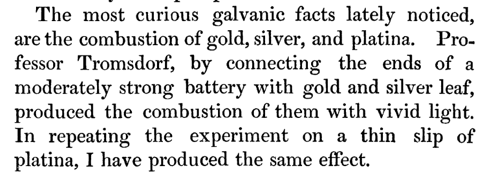 The most curious galvanic facts lately noticed,
are the combustion of gold, silver, and platina. Pro-
fessor Tromsdorf, by connecting the ends of a
moderately strong battery with gold and silver leaf,
produced the combustion of them with vivid light.
In repeating the experiment on a thin slip of
platina, I have produced the same effect.